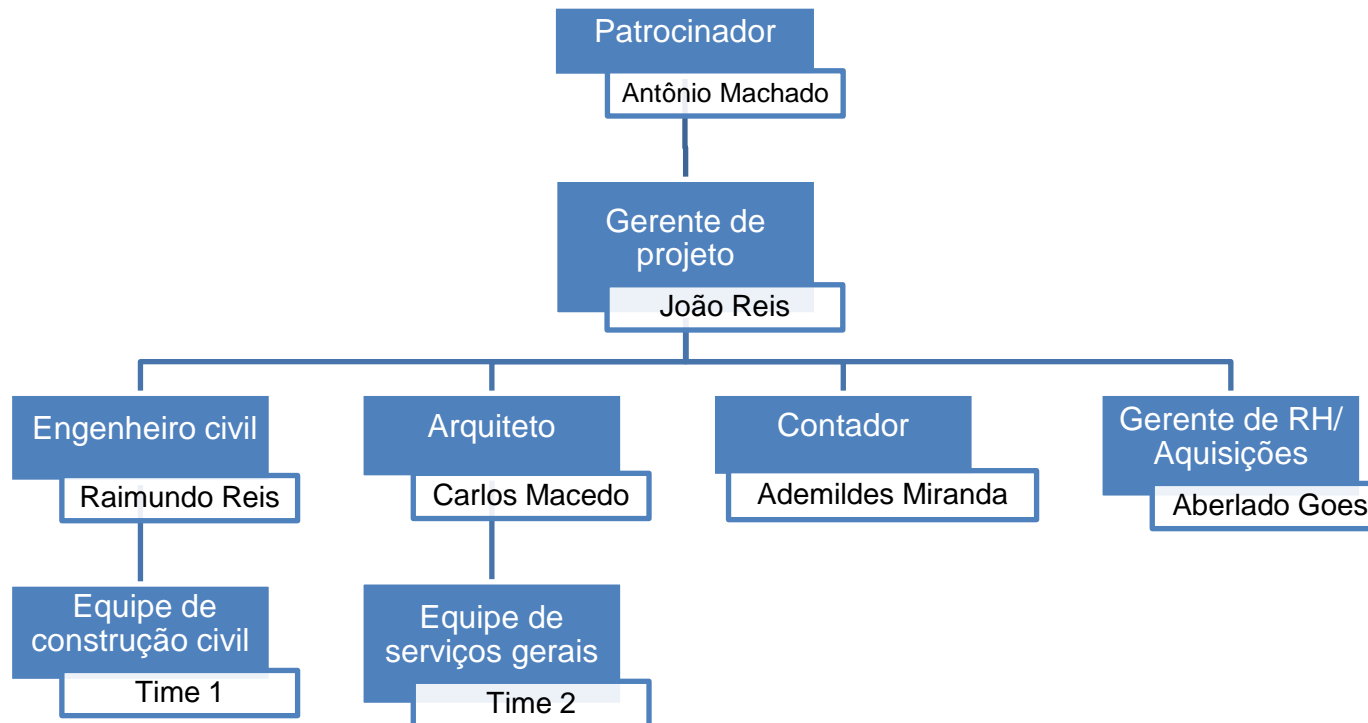 Patrocinador
Antônio Machado
Gerente de
projeto
João Reis
Engenheiro civil
Raimundo Reis
Arquiteto
Carlos Macedo
Contador
Ademildes Miranda
Gerente de RH/
Aquisições
Aberlado Goes
Equipe de
construção civil
Time 1
Equipe de
serviços gerais
Time 2